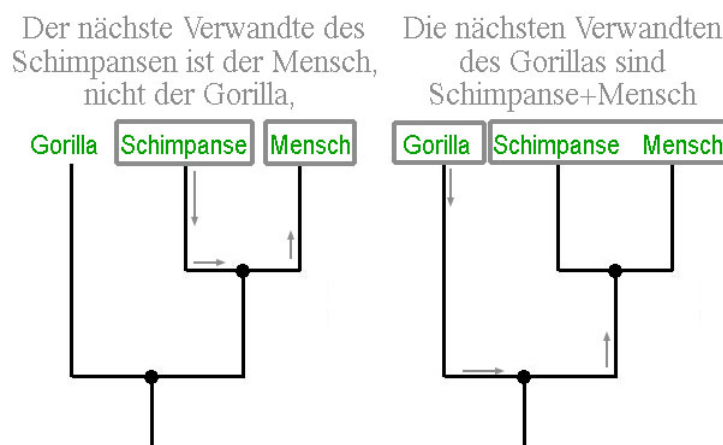 Der nächste Verwandte des
Schimpansen ist der Mensch,
nicht der Gorilla,
Gorilla Schimpanse Mensch
Die nächsten Verwandten
des Gorillas sind
Schimpanse+Mensch
Gorilla Schimpanse Mensch